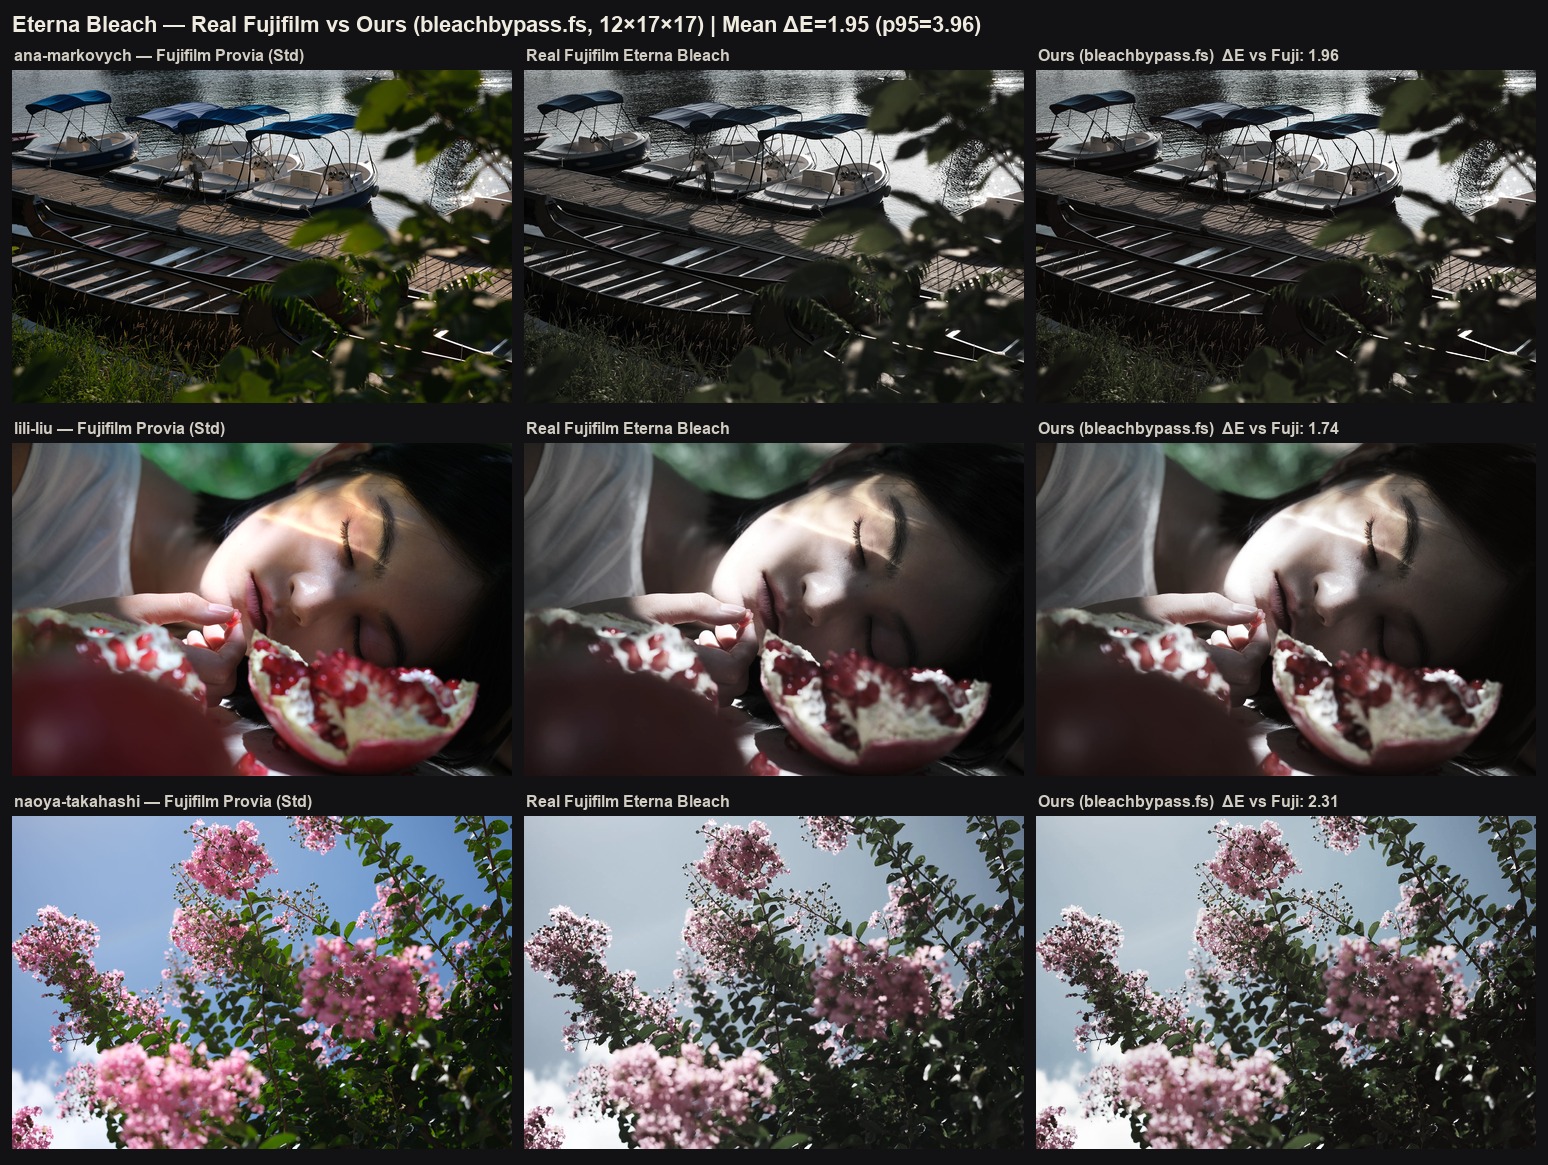 Eterna Bleach — Real Fujifilm vs Ours (bleachbypass.fs, 12×17×17) | Mean ΔE=1.95 (p95=3.96)
ana-markovych — Fujifilm Provia (Std)
Real Fujifilm Eterna Bleach
Ours (bleachbypass.fs) ΔE vs Fuji: 1.96
lili-liu — Fujifilm Provia (Std)
Real Fujifilm Eterna Bleach
Ours (bleachbypass.fs) ΔE vs Fuji: 1.74
naoya-takahashi — Fujifilm Provia (Std)
Real Fujifilm Eterna Bleach
Ours (bleachbypass.fs) ΔE vs Fuji: 2.31